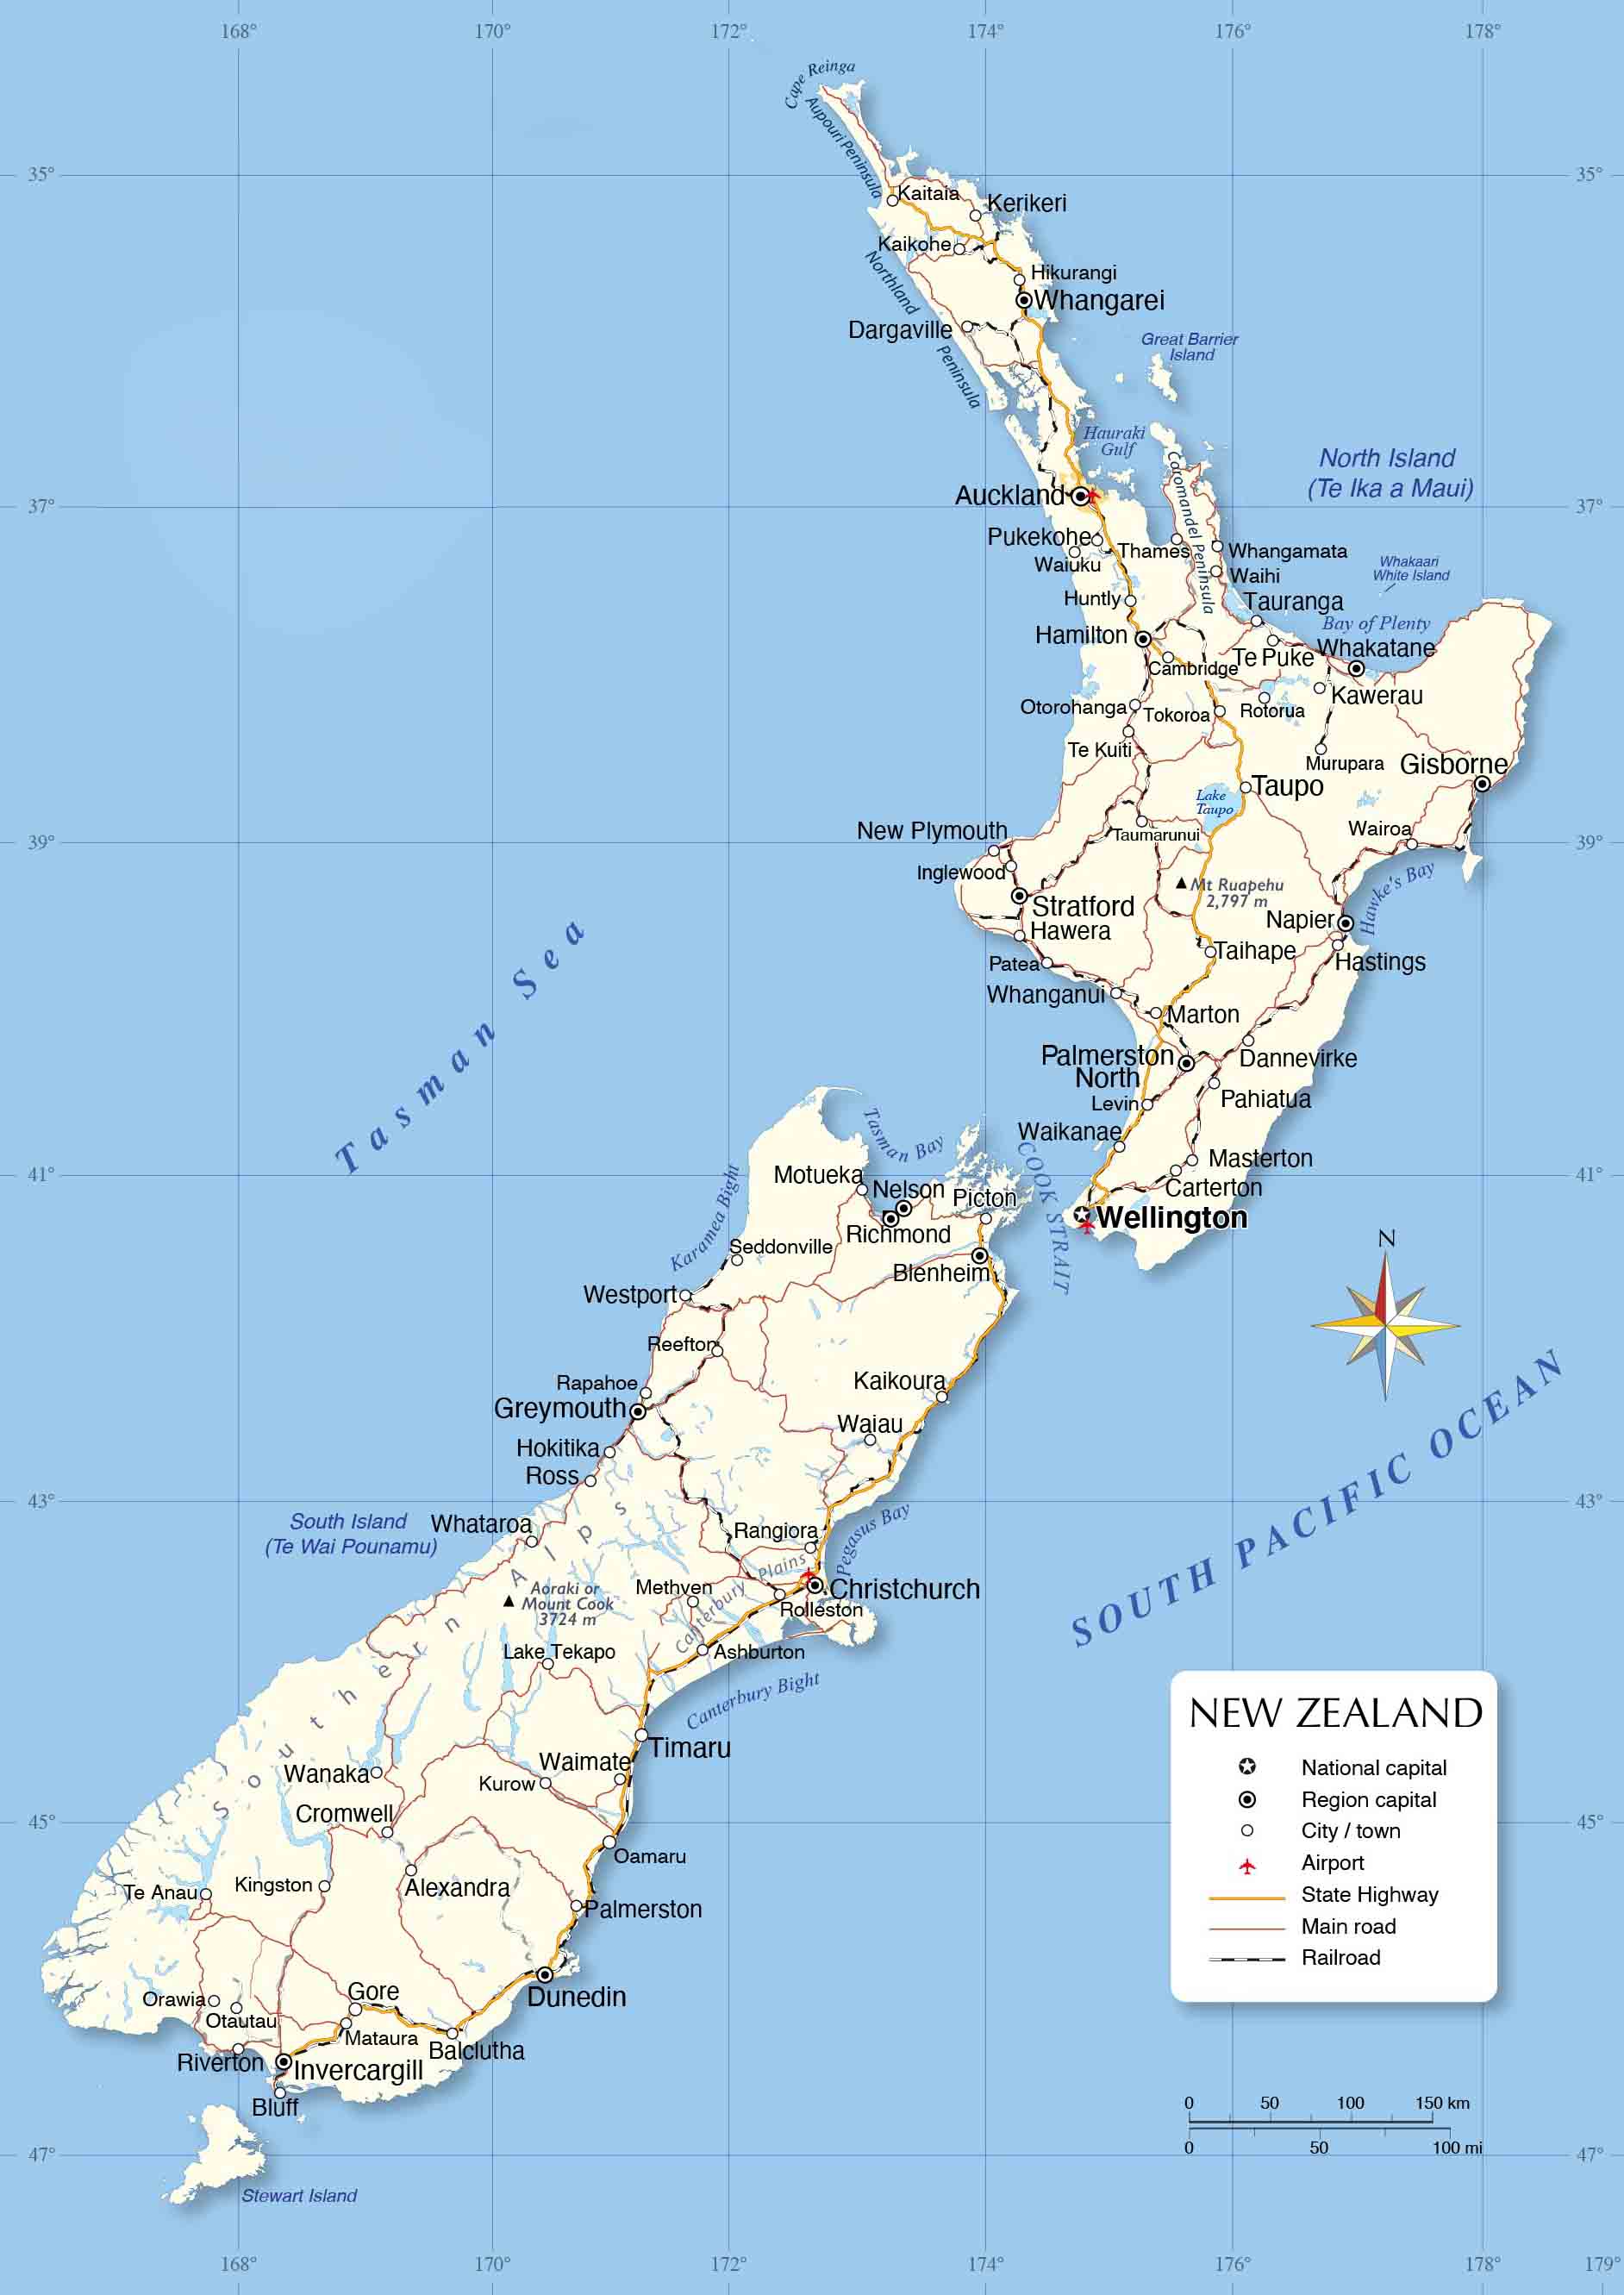 168°
170°
172°
174°
176°
178°
Cape Reinga
Aupouri Peninsula
35°
35°
Kaitaia
Kerikeri
Kaikohe
Northland
Peninsula
Hikurangi
Whangarei
Dargaville
Great Barrier
Island
Hauraki
Gulf
Coromandel Peninsula
North Island
(Te Ika a Maui)
Auckland
37°
37°
Pukekohe
Waiuku
Thames
Whangamata
Waihi
Whakaari
White Island
Huntly
Tauranga
Bay of Plenty
Hamilton
Te Puke
Whakatane
Cambridge
Kawerau
Otorohanga
Tokoroa
Rotorua
Te Kuiti
Murupara
Gisborne
Taupo
Lake
Taupo
New Plymouth
Taumarunui
Wairoa
39°
39°
Inglewood
Mt Ruapehu
2,797 m
Hawke's Bay
Stratford
Napier
Hawera
Taihape
Hastings
Patea
Whanganui
Marton
Tasman Sea
Palmerston
North
Dannevirke
Levin
Pahiatua
Waikanae
Tasman Bay
COOK STRAIT
Masterton
Carterton
41°
41°
Motueka
Nelson
Picton
Wellington
Richmond
Karamea Bight
Seddonville
Blenheim
Westport
N
Reefton
Rapahoe
Kaikoura
Greymouth
Waiau
Hokitika
Ross
SOUTH PACIFIC OCEAN
43°
43°
South Island
(Te Wai Pounamu)
Whataroa
Rangiora
Pegasus Bay
Southern Alps
Aoraki or
Mount Cook
3724 m
Methven
Canterbury Plains
Christchurch
Rolleston
Lake Tekapo
Ashburton
Canterbury Bight
Timaru
Waimate
Wanaka
Kurow
Cromwell
45°
45°
Oamaru
Te Anau
Kingston
Alexandra
Palmerston
Orawia
Gore
Dunedin
Otautau
Mataura
Balclutha
Riverton
Invercargill
Bluff
Stewart Island
NEW ZEALAND
National capital
Region capital
City / town
Airport
State Highway
Main road
Railroad
0 50 100 150 km
0 50 100 mi
47°
47°
168°
170°
172°
174°
176°
178°
179°